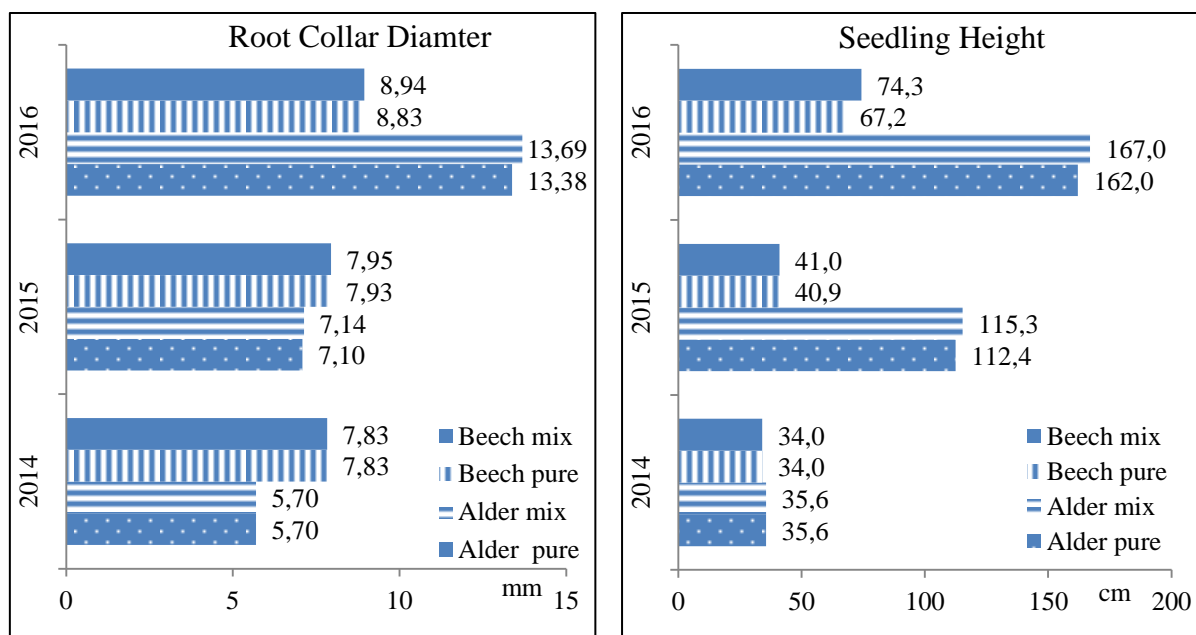 Root Collar Diamter
2016
8,94
8,83
13,69
13,38
2015
7,95
7,93
7,14
7,10
2014
7,83
7,83
5,70
5,70
Beech mix
Beech pure
Alder mix
Alder pure
0 5 10 mm 15
Seedling Height
2016
74,3
67,2
167,0
162,0
2015
41,0
40,9
115,3
112,4
2014
34,0
34,0
35,6
35,6
Beech mix
Beech pure
Alder mix
Alder pure
0 50 100 150 cm 200